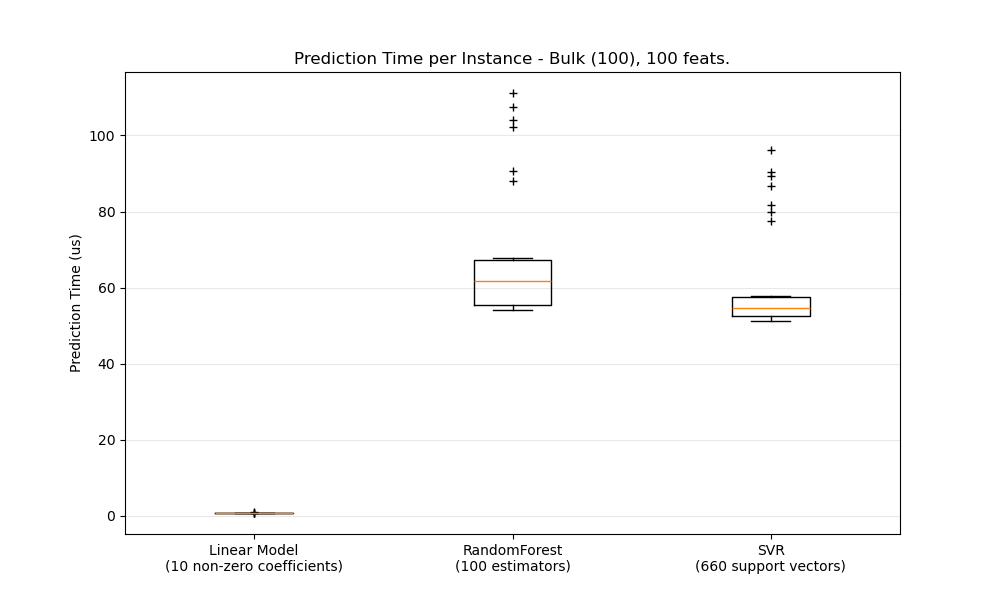 Prediction Time per Instance - Bulk (100), 100 feats.
Prediction Time (us)
100
80
60
40
20
0
Linear Model
(10 non-zero coefficients)
RandomForest
(100 estimators)
SVR
(660 support vectors)